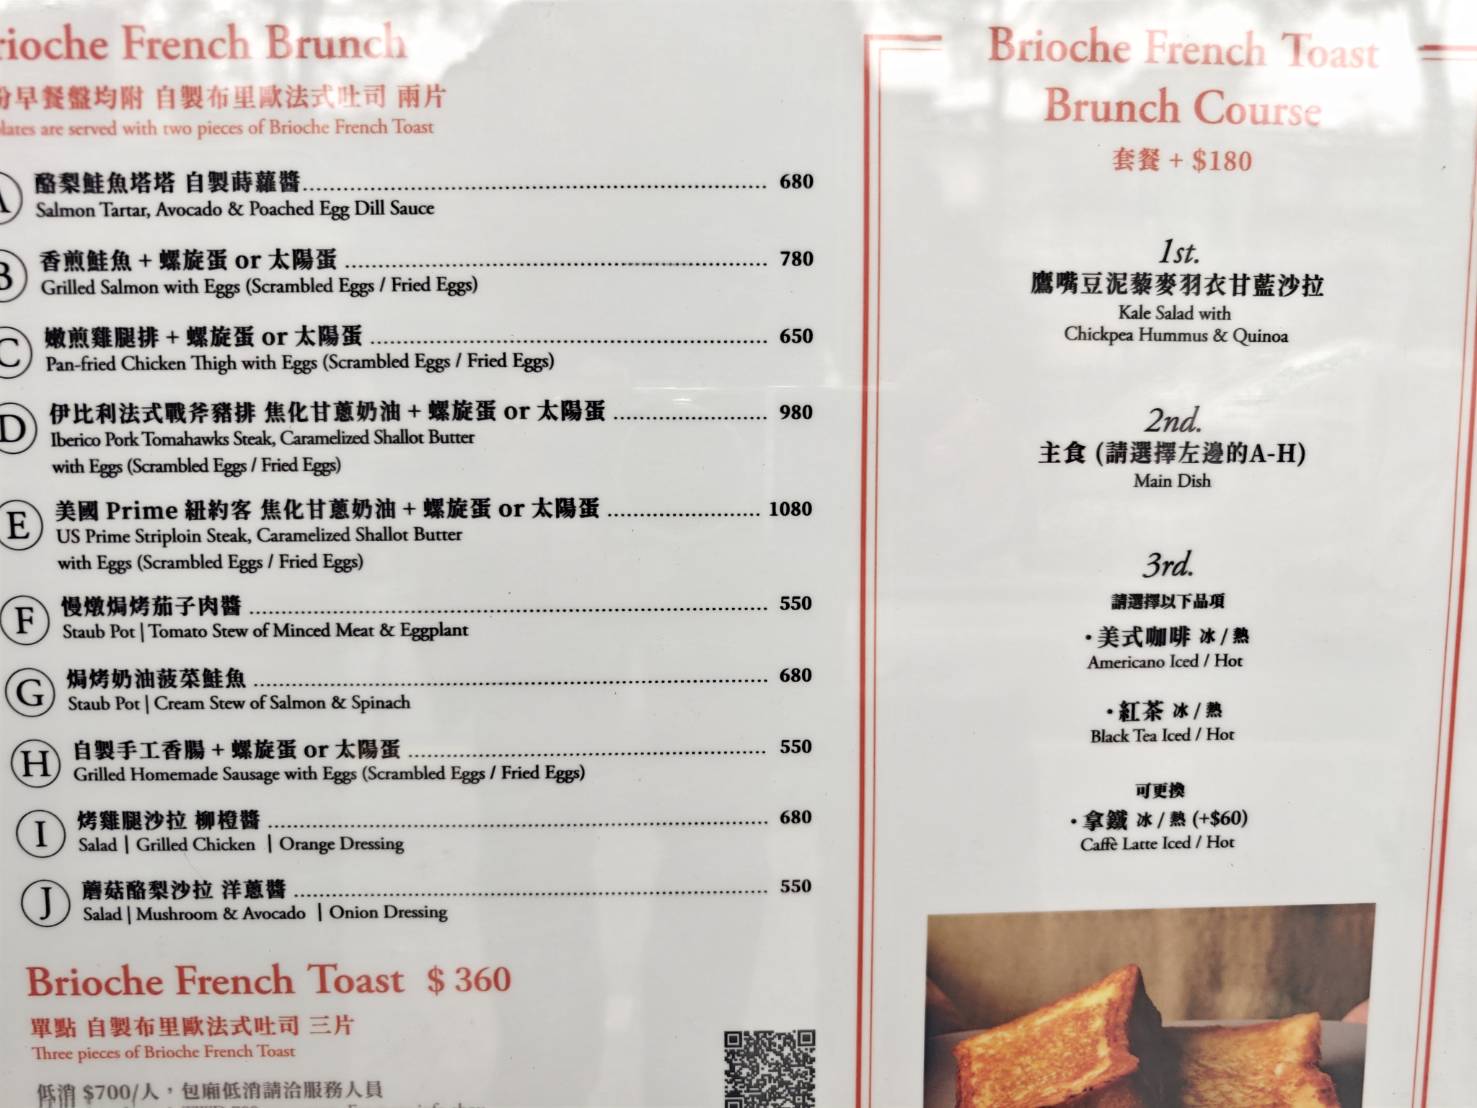 rioche French Brunch
份早餐盤均附 自製布里歐法式吐司 兩片
plates are served with two pieces of Brioche French Toast
A 酪梨鮭魚塔塔 自製蒔蘿醬 680
Salmon Tartar, Avocado & Poached Egg Dill Sauce
B 香煎鮭魚 + 螺旋蛋 or 太陽蛋 780
Grilled Salmon with Eggs (Scrambled Eggs / Fried Eggs)
C 嫩煎雞腿排 + 螺旋蛋 or 太陽蛋 650
Pan-fried Chicken Thigh with Eggs (Scrambled Eggs / Fried Eggs)
D 伊比利法式戰斧豬排 焦化甘蔥奶油 + 螺旋蛋 or 太陽蛋 980
Iberico Pork Tomahawks Steak, Caramelized Shallot Butter
with Eggs (Scrambled Eggs / Fried Eggs)
E 美國 Prime 紐約客 焦化甘蔥奶油 + 螺旋蛋 or 太陽蛋 1080
US Prime Striploin Steak, Caramelized Shallot Butter
with Eggs (Scrambled Eggs / Fried Eggs)
F 慢燉焗烤茄子肉醬 550
Staub Pot | Tomato Stew of Minced Meat & Eggplant
G 焗烤奶油菠菜鮭魚 680
Staub Pot | Cream Stew of Salmon & Spinach
H 自製手工香腸 + 螺旋蛋 or 太陽蛋 550
Grilled Homemade Sausage with Eggs (Scrambled Eggs / Fried Eggs)
I 烤雞腿沙拉 柳橙醬 680
Salad | Grilled Chicken | Orange Dressing
J 蘑菇酪梨沙拉 洋蔥醬 550
Salad | Mushroom & Avocado | Onion Dressing
Brioche French Toast $ 360
單點 自製布里歐法式吐司 三片
Three pieces of Brioche French Toast
低消 $700/人，包廂低消請洽服務人員
Brioche French Toast
Brunch Course
套餐 + $180
1st.
鷹嘴豆泥藜麥羽衣甘藍沙拉
Kale Salad with
Chickpea Hummus & Quinoa
2nd.
主食 (請選擇左邊的A-H)
Main Dish
3rd.
請選擇以下品項
・美式咖啡 冰 / 熱
Americano Iced / Hot
・紅茶 冰 / 熱
Black Tea Iced / Hot
可更換
・拿鐵 冰 / 熱 (+$60)
Caffè Latte Iced / Hot